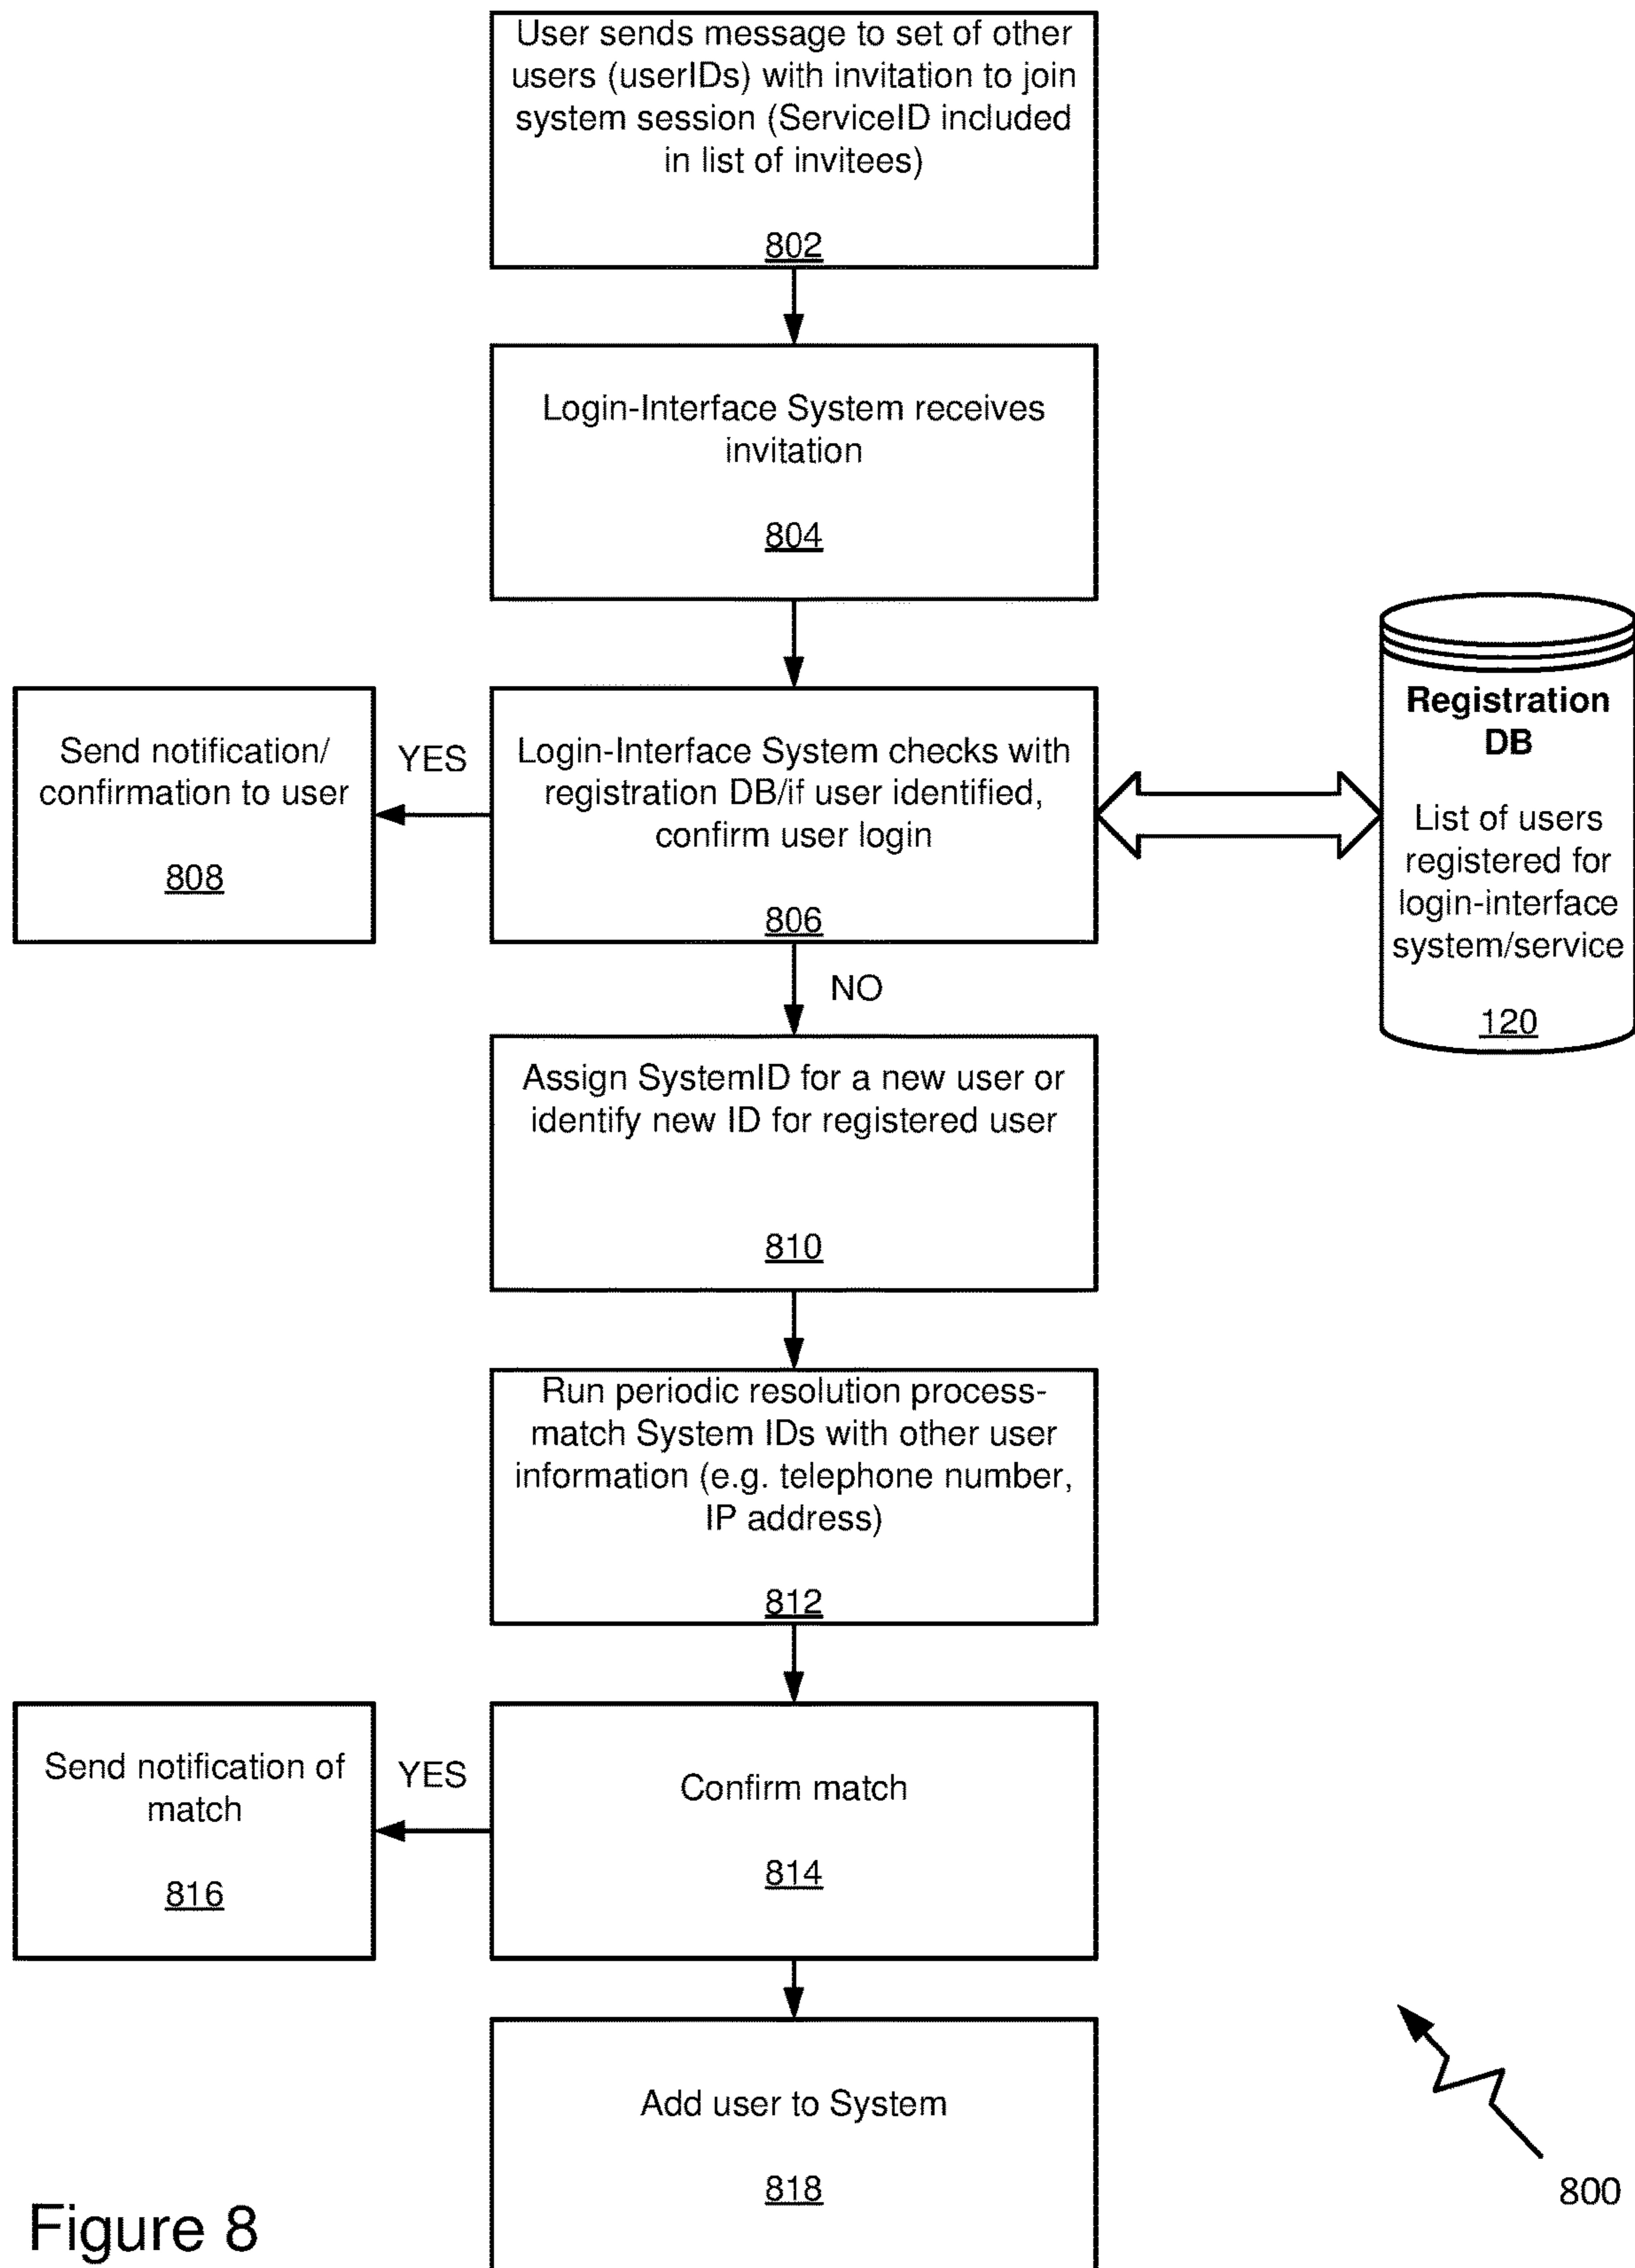 User sends message to set of other
users (userIDs) with invitation to join
system session (ServiceID included
in list of invitees)
802
Login-Interface System receives
invitation
804
Send notification/
confirmation to user
808
YES
Login-Interface System checks with
registration DB/if user identified,
confirm user login
806
Registration
DB
List of users
registered for
login-interface
system/service
120
NO
Assign SystemID for a new user or
identify new ID for registered user
810
Run periodic resolution process-
match System IDs with other user
information (e.g. telephone number,
IP address)
812
Send notification of
match
816
YES
Confirm match
814
Add user to System
818
800
Figure 8